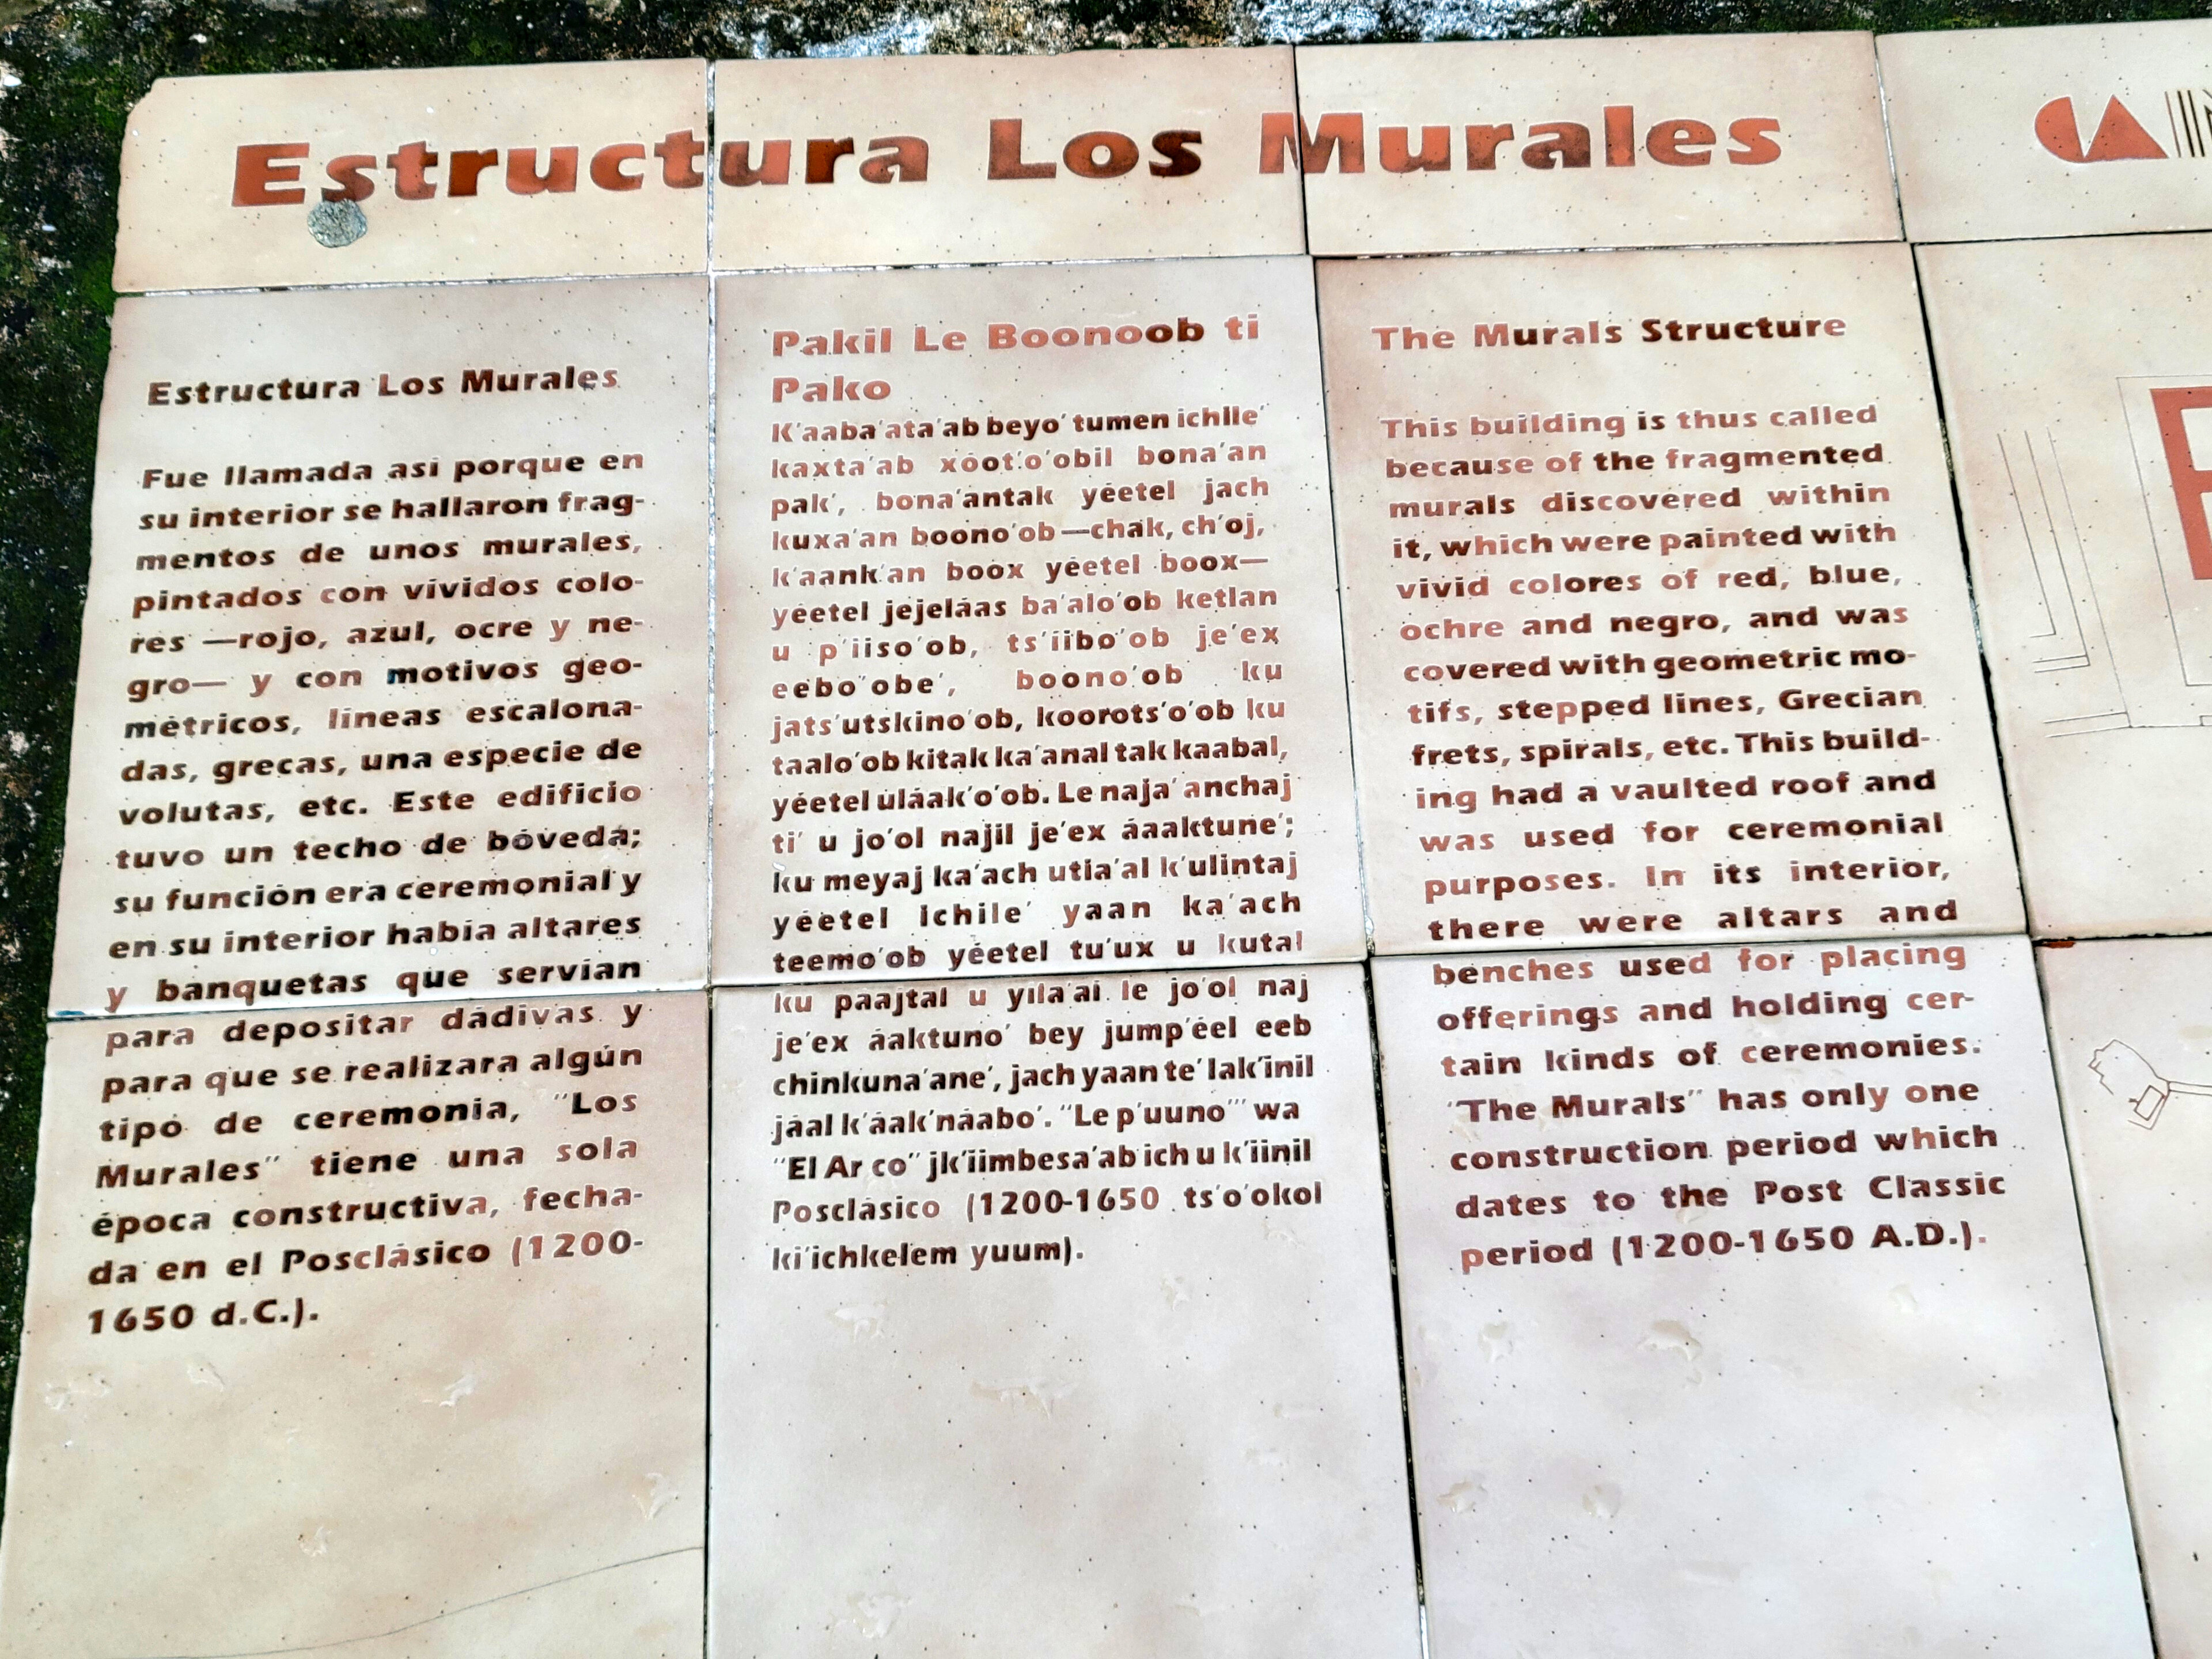 Estructura Los Murales
Estructura Los Murales
Fue llamada así porque en
su interior se hallaron frag-
mentos de unos murales,
pintados con vívidos colo-
res —rojo, azul, ocre y ne-
gro— y con motivos geo-
métricos, líneas escalona-
das, grecas, una especie de
volutas, etc. Este edificio
tuvo un techo de bóveda;
su función era ceremonial y
en su interior había altares
y banquetas que servían
para depositar dádivas y
para que se realizara algún
tipo de ceremonia, "Los
Murales" tiene una sola
época constructiva, fecha-
da en el Posclásico (1200-
1650 d.C.).
Pakil Le Boonoob ti
Pako
K'aaba'ata'ab beyo' tumen ichile'
kaxta'ab xóot'o'obil bona'an
pak', bona'antak yéetel jach
kuxa'an boono'ob—chak, ch'oj,
k'aank'an boox yéetel boox—
yéetel jejeláas ba'alo'ob ketlan
u p'iiso'ob, ts'íibo'ob je'ex
eebo'obe', boono'ob ku
jats'utskino'ob, koorots'o'ob ku
taalo'ob kitak ka'anal tak kaabal,
yéetel uláak'o'ob. Le naja' anchaj
ti' u jo'ol najil je'ex áaaktune';
ku meyaj ka'ach utia'al k'ulintaj
yéetel ichile' yaan ka'ach
teemo'ob yéetel tu'ux u kutal
ku paajtal u yila'al le jo'ol naj
je'ex áaktuno' bey jump'éel eeb
chinkuna'ane', jach yaan te' lak'inil
jáal k'áak'náabo'. "Le p'uuno'" wa
"El Ar co" jk'iimbesa'ab ich u k'iinil
Posclásico (1200-1650 ts'o'okol
ki'ichkelem yuum).
The Murals Structure
This building is thus called
because of the fragmented
murals discovered within
it, which were painted with
vivid colores of red, blue,
ochre and negro, and was
covered with geometric mo-
tifs, stepped lines, Grecian
frets, spirals, etc. This build-
ing had a vaulted roof and
was used for ceremonial
purposes. In its interior,
there were altars and
benches used for placing
offerings and holding cer-
tain kinds of ceremonies.
"The Murals" has only one
construction period which
dates to the Post Classic
period (1200-1650 A.D.).